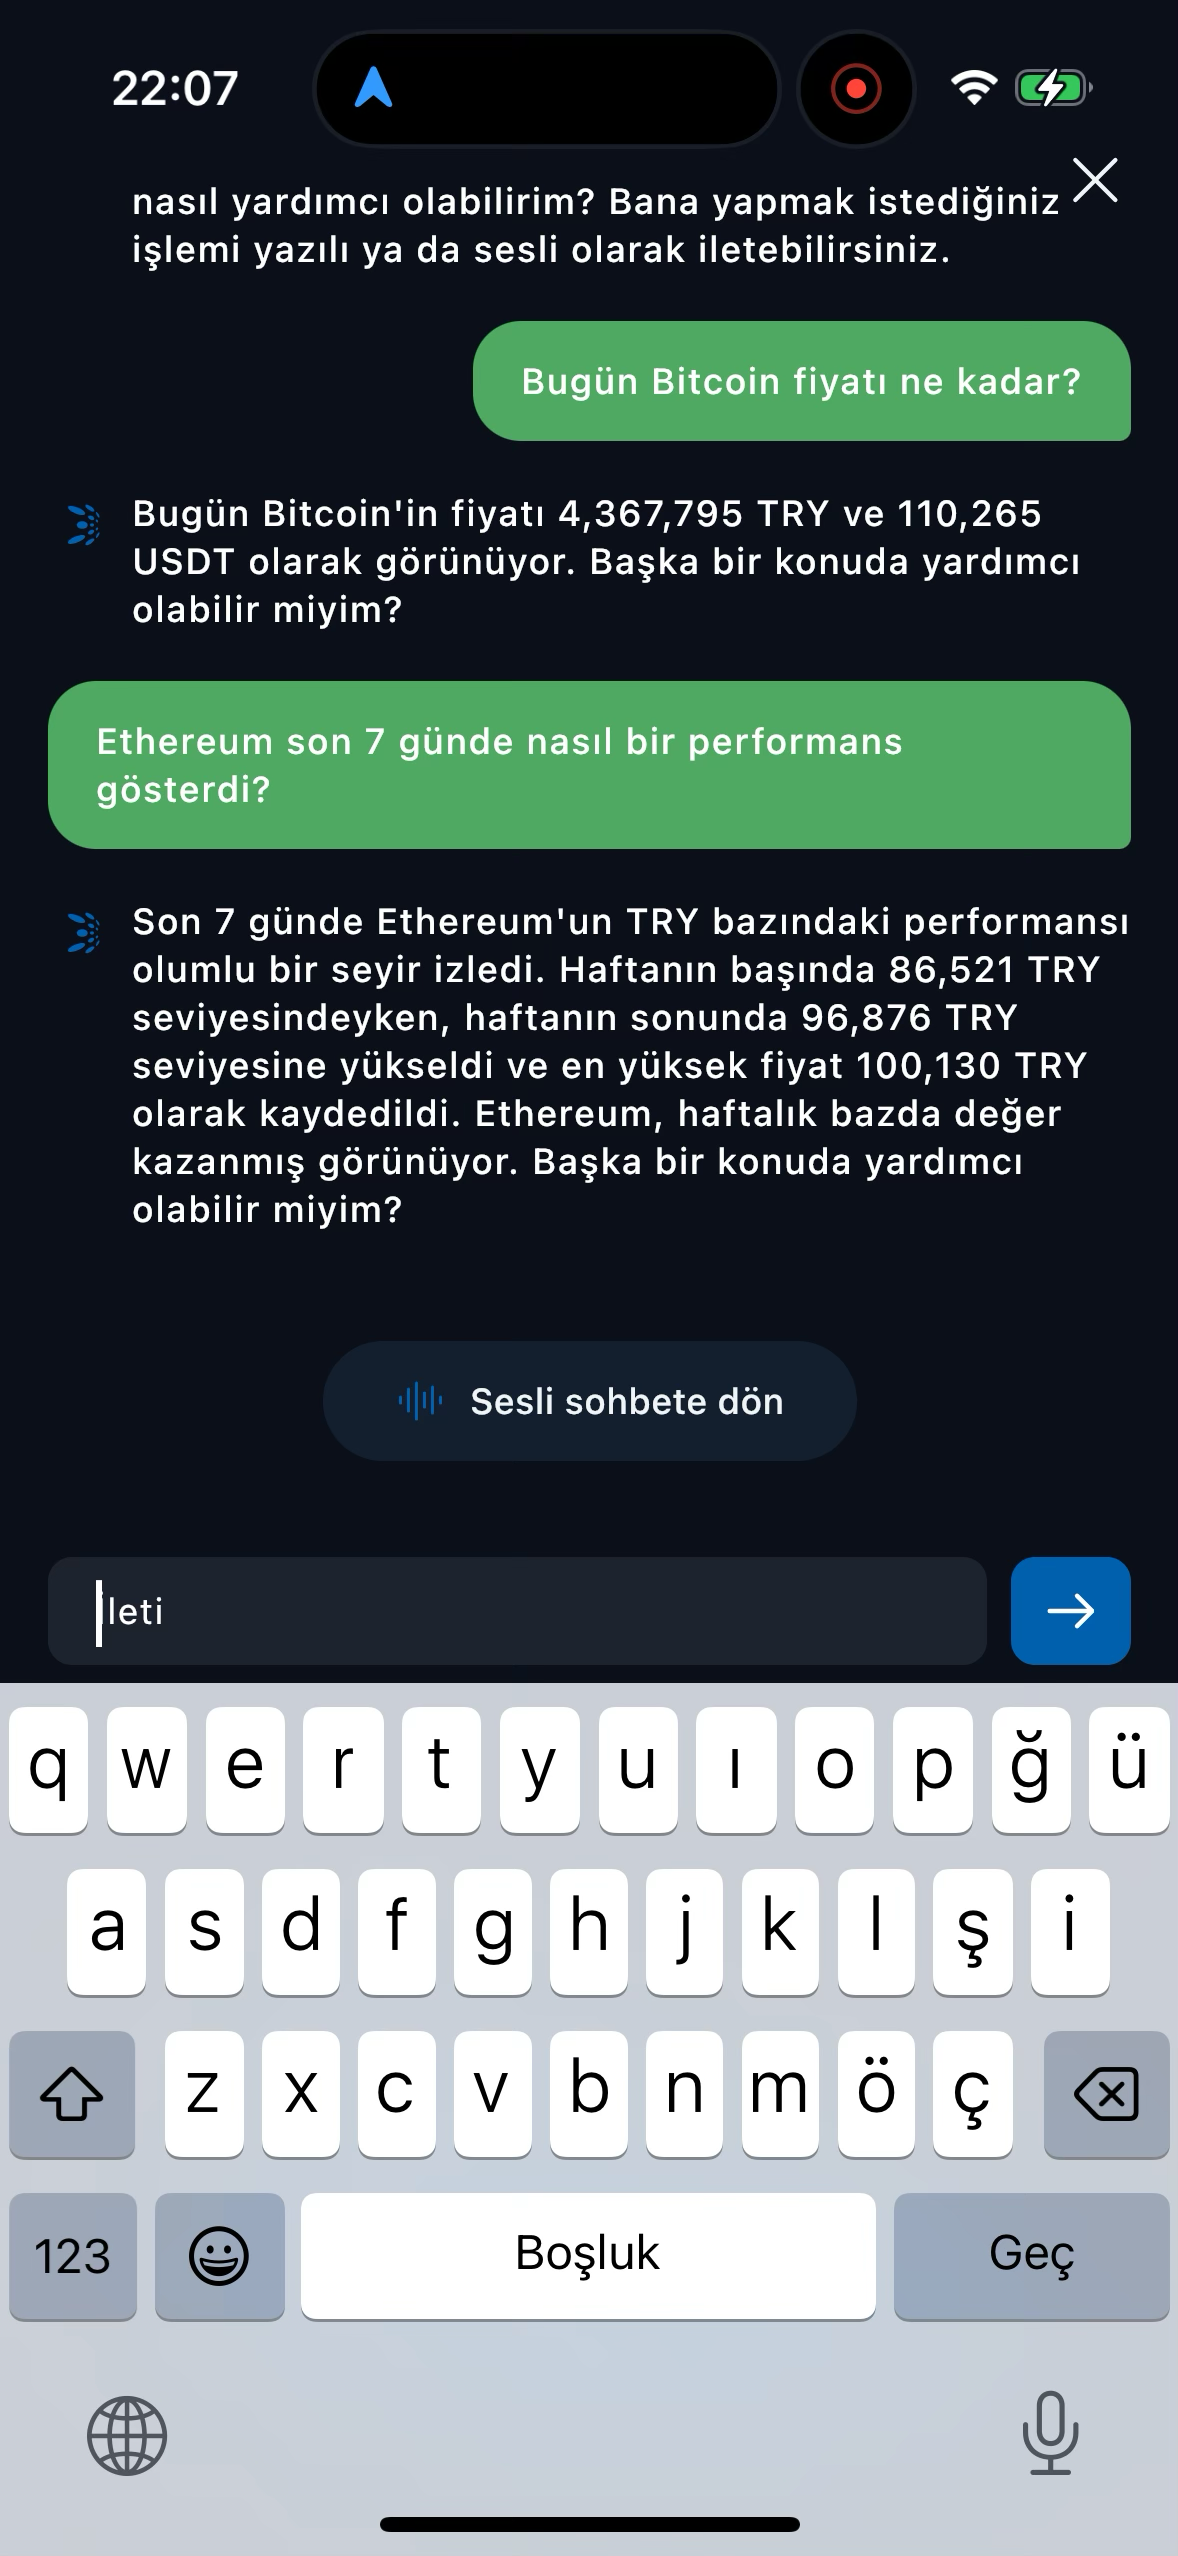 22:07
nasıl yardımcı olabilirim? Bana yapmak istediğiniz
işlemi yazılı ya da sesli olarak iletebilirsiniz.
Bugün Bitcoin fiyatı ne kadar?
Bugün Bitcoin'in fiyatı 4,367,795 TRY ve 110,265
USDT olarak görünüyor. Başka bir konuda yardımcı
olabilir miyim?
Ethereum son 7 günde nasıl bir performans
gösterdi?
Son 7 günde Ethereum'un TRY bazındaki performansı
olumlu bir seyir izledi. Haftanın başında 86,521 TRY
seviyesindeyken, haftanın sonunda 96,876 TRY
seviyesine yükseldi ve en yüksek fiyat 100,130 TRY
olarak kaydedildi. Ethereum, haftalık bazda değer
kazanmış görünüyor. Başka bir konuda yardımcı
olabilir miyim?
Sesli sohbete dön
İleti
q w e r t y u ı o p ğ ü
a s d f g h j k l ş i
z x c v b n m ö ç
123 Boşluk Geç